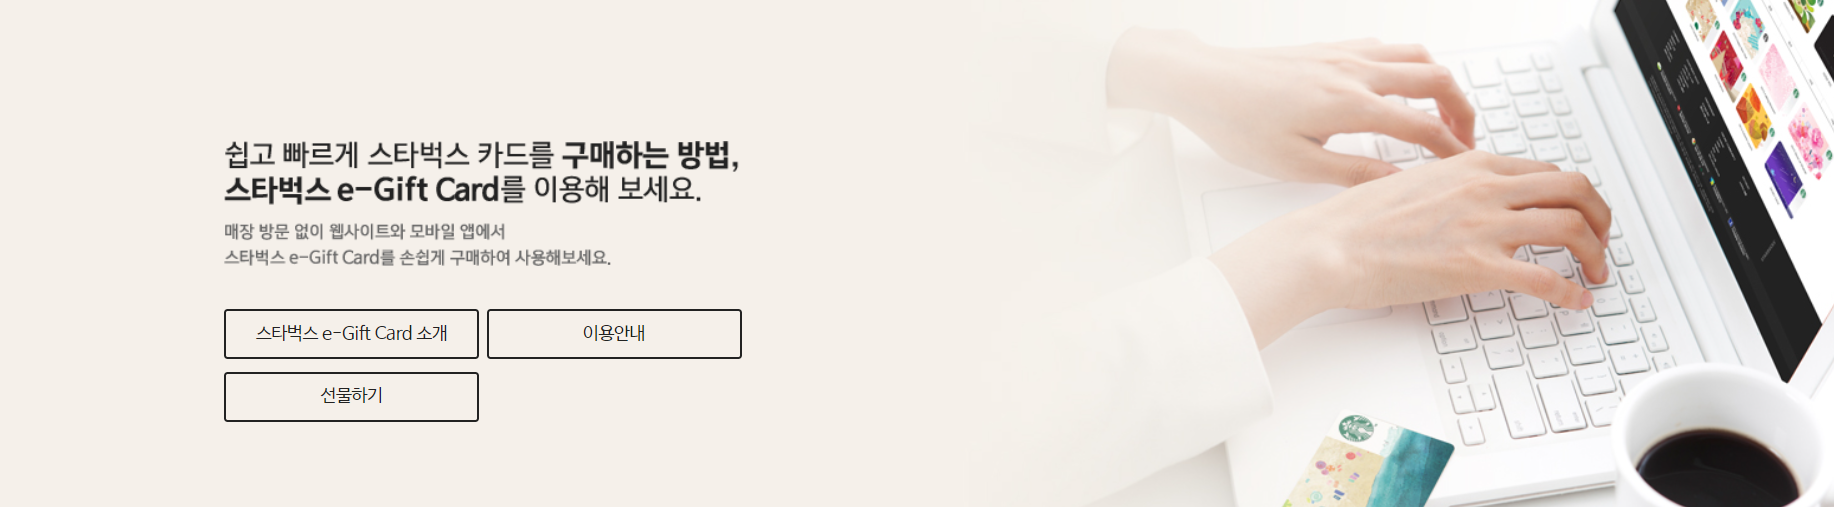 쉽고 빠르게 스타벅스 카드를 구매하는 방법,
스타벅스 e-Gift Card를 이용해 보세요.
매장 방문 없이 웹사이트와 모바일 앱에서
스타벅스 e-Gift Card를 손쉽게 구매하여 사용해보세요.
스타벅스 e-Gift Card 소개
이용안내
선물하기